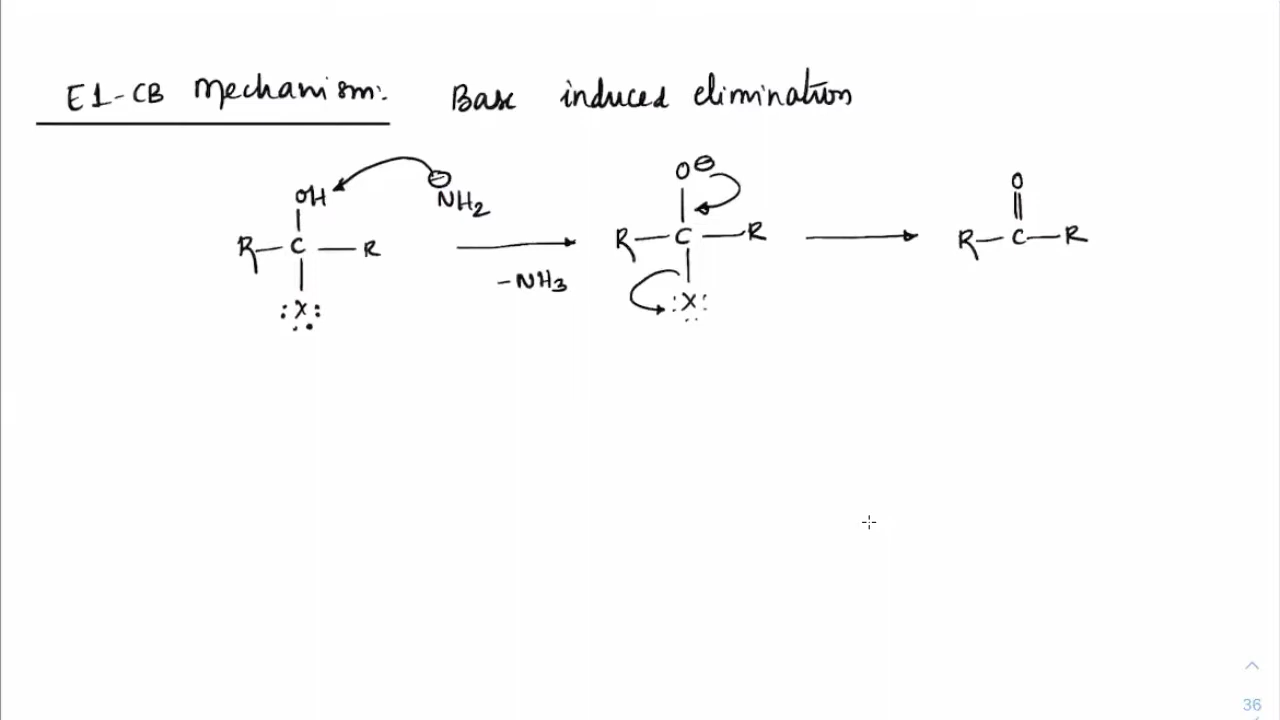 E1-CB Mechanism: Base induced elimination
OH ⊖NH2 O⊖ O
R-C-R R-C-R R-C-R
-NH3
:X: :X:
36